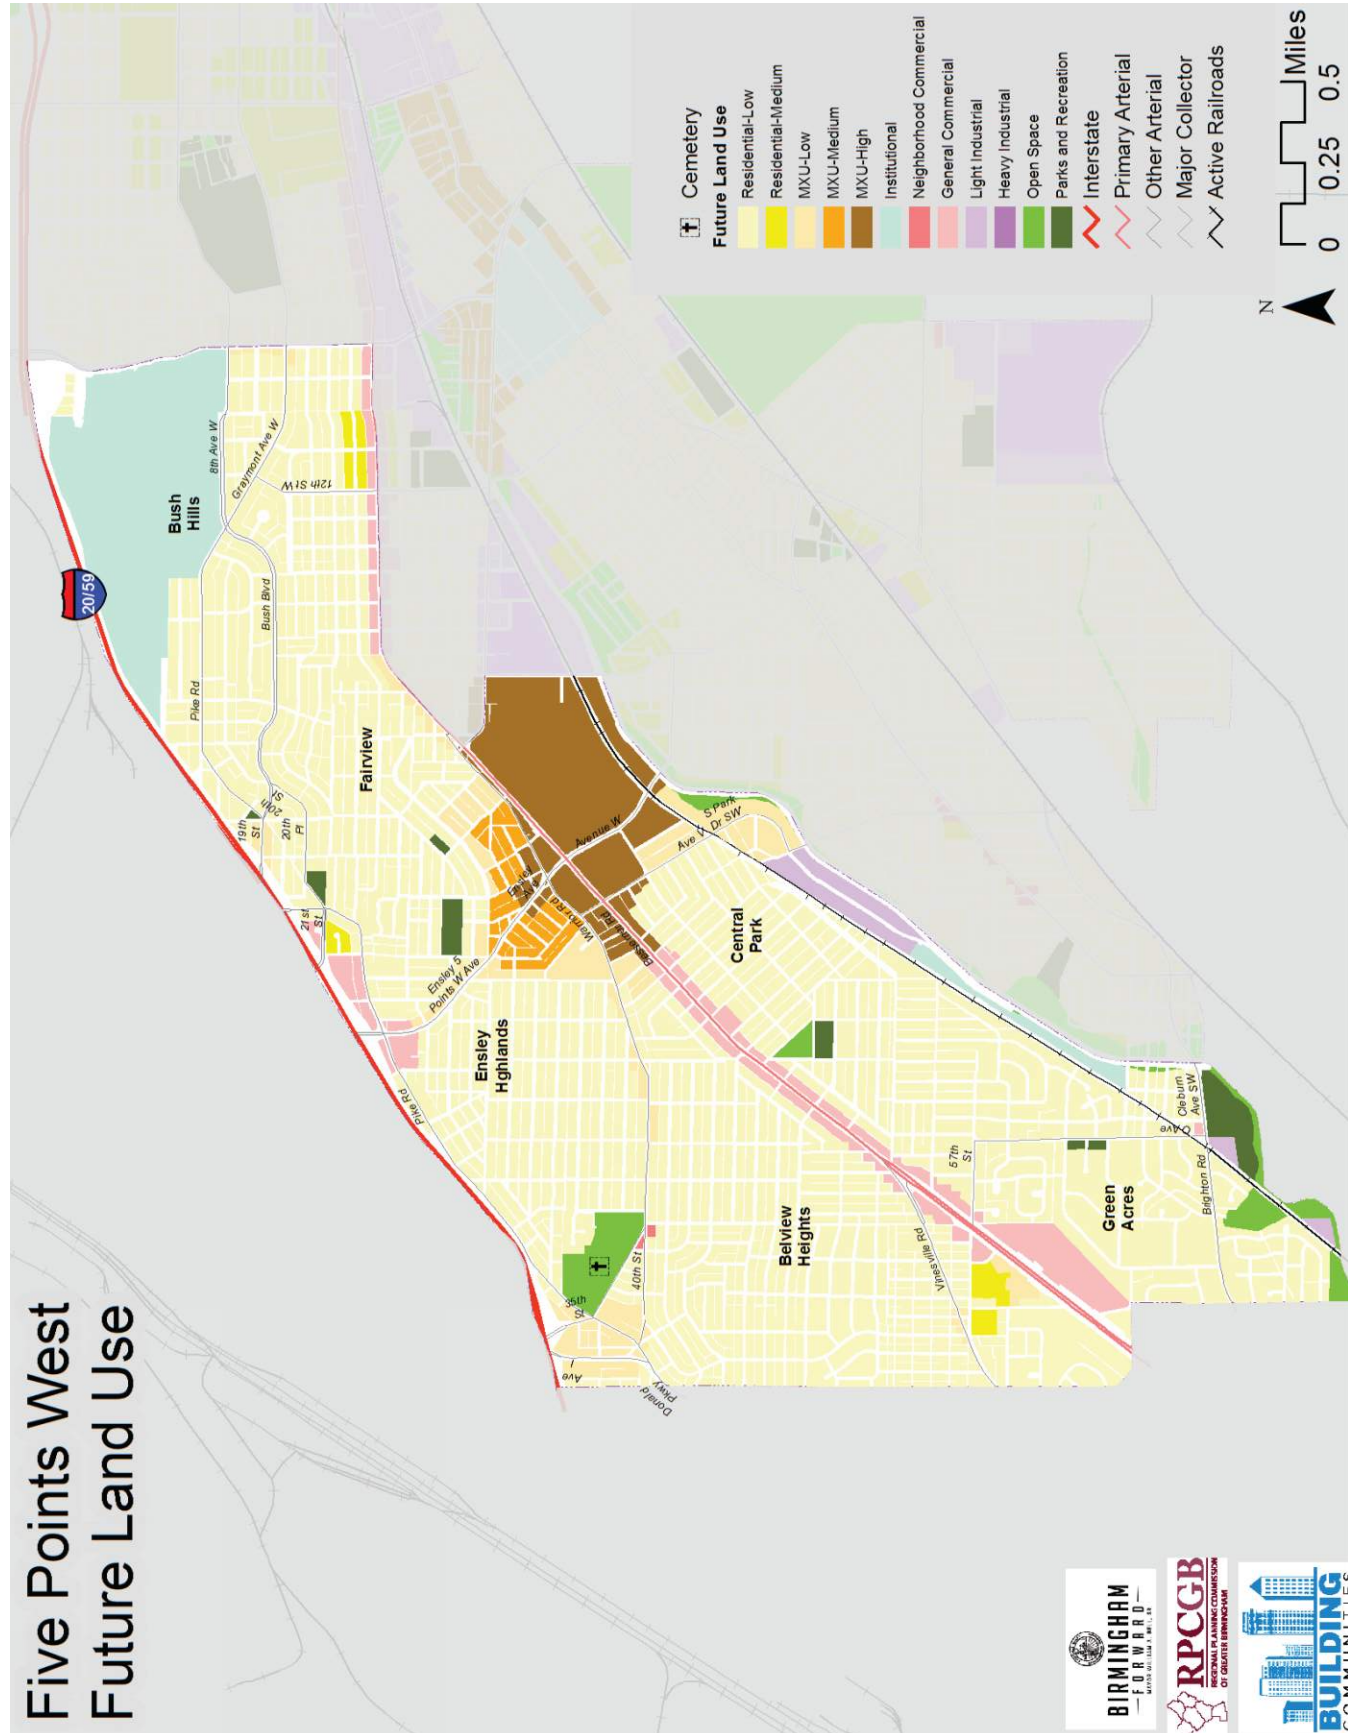 Five Points West
Future Land Use
20/59
Bush
Hills
8th Ave W
Graymont Ave W
12th St W
Pike Rd
Bush Blvd
Fairview
19th
St
20th
St
20th
Pl
21st
St
Ensley 5
Points W Ave
Ensley
Ave
Warrior Rd
Avenue W
Bessemer Rd
Ave V
S Park
Dr SW
Ensley
Hghlands
Pike Rd
Central
Park
35th
St
40th St
Ave I
Donald
Pkwy
Belview
Heights
Vinesville Rd
57th
St
Green
Acres
Brighton Rd
O Ave
Cleburn
Ave SW
Cemetery
Future Land Use
Residential-Low
Residential-Medium
MXU-Low
MXU-Medium
MXU-High
Institutional
Neighborhood Commercial
General Commercial
Light Industrial
Heavy Industrial
Open Space
Parks and Recreation
Interstate
Primary Arterial
Other Arterial
Major Collector
Active Railroads
N
Miles
0 0.25 0.5
BIRMINGHAM
FORWARD
RPCGB
REGIONAL PLANNING COMMISSION
OF GREATER BIRMINGHAM
BUILDING
COMMUNITIES